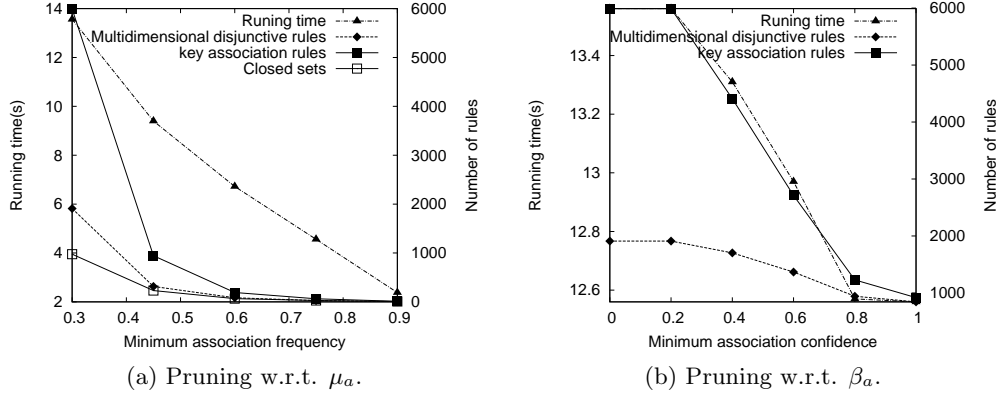 14
12
10
8
6
4
2
Running time(s)
Runing time
Multidimensional disjunctive rules
key association rules
Closed sets
6000
5000
4000
3000
2000
1000
0
Number of rules
0.3 0.4 0.5 0.6 0.7 0.8 0.9
Minimum association frequency
(a) Pruning w.r.t. μₐ.
13.4
13.2
13
12.8
12.6
Running time(s)
Runing time
Multidimensional disjunctive rules
key association rules
6000
5000
4000
3000
2000
1000
Number of rules
0 0.2 0.4 0.6 0.8 1
Minimum association confidence
(b) Pruning w.r.t. βₐ.